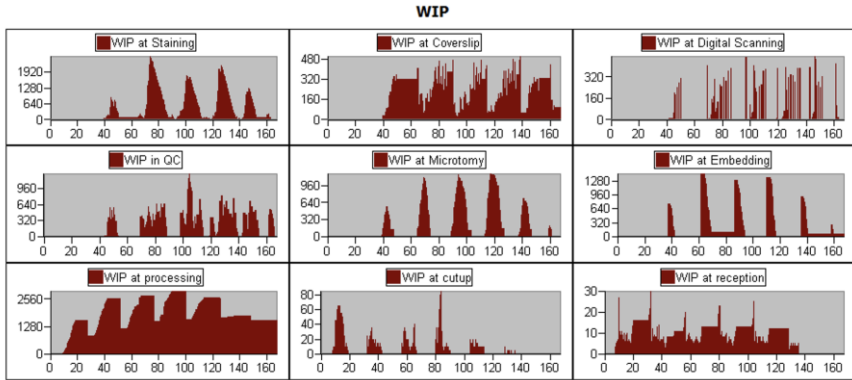 WIP
WIP at Staining
1920
1280
640
0
0 20 40 60 80 100 120 140 160
WIP at Coverslip
480
320
160
0
0 20 40 60 80 100 120 140 160
WIP at Digital Scanning
320
160
0
0 20 40 60 80 100 120 140 160
WIP in QC
960
640
320
0
0 20 40 60 80 100 120 140 160
WIP at Microtomy
960
640
320
0
0 20 40 60 80 100 120 140 160
WIP at Embedding
1280
960
640
320
0
0 20 40 60 80 100 120 140 160
WIP at processing
2560
1280
0
0 20 40 60 80 100 120 140 160
WIP at cutup
80
60
40
20
0
0 20 40 60 80 100 120 140 160
WIP at reception
30
20
10
0
0 20 40 60 80 100 120 140 160